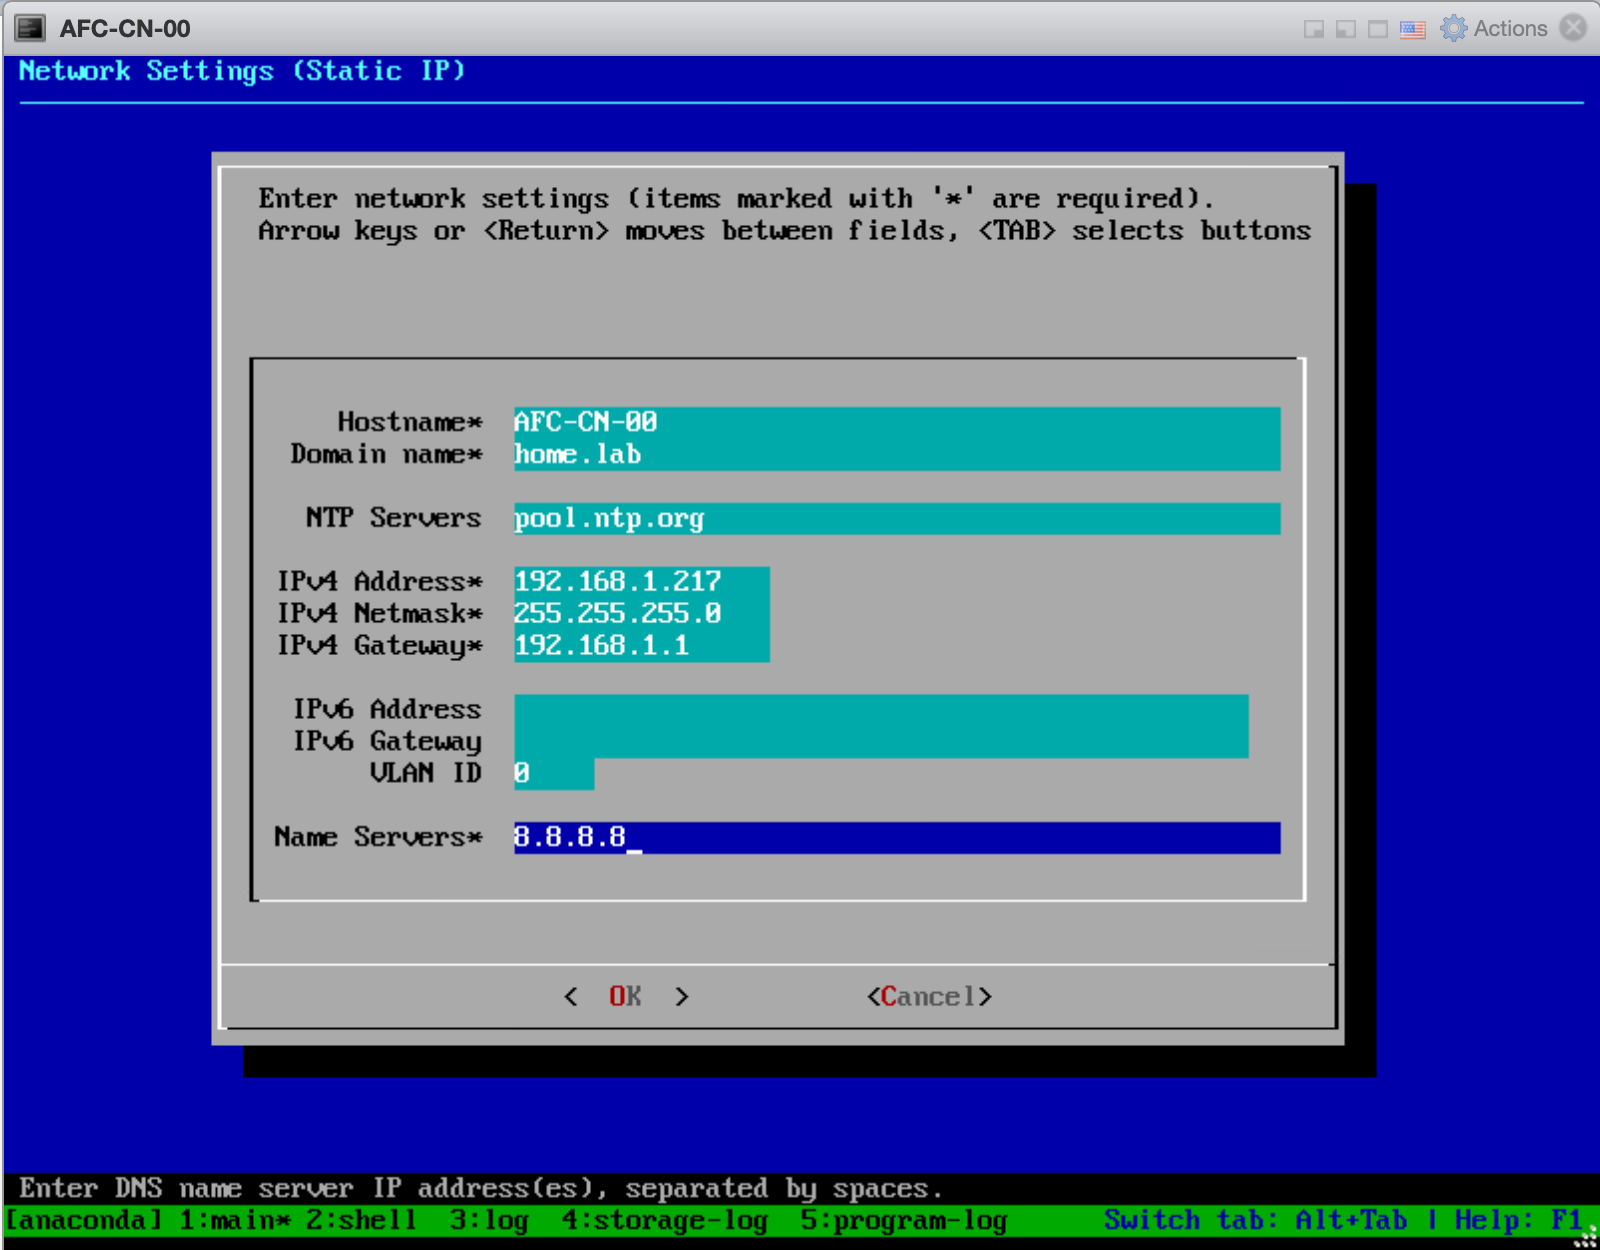 AFC-CN-00
Actions
Network Settings (Static IP)
Enter network settings (items marked with '*' are required).
Arrow keys or <Return> moves between fields, <TAB> selects buttons
Hostname* AFC-CN-00
Domain name* home.lab
NTP Servers pool.ntp.org
IPv4 Address* 192.168.1.217
IPv4 Netmask* 255.255.255.0
IPv4 Gateway* 192.168.1.1
IPv6 Address
IPv6 Gateway
VLAN ID 0
Name Servers* 8.8.8.8_
< OK > <Cancel>
Enter DNS name server IP address(es), separated by spaces.
[anaconda] 1:main* 2:shell 3:log 4:storage-log 5:program-log Switch tab: Alt+Tab | Help: F1